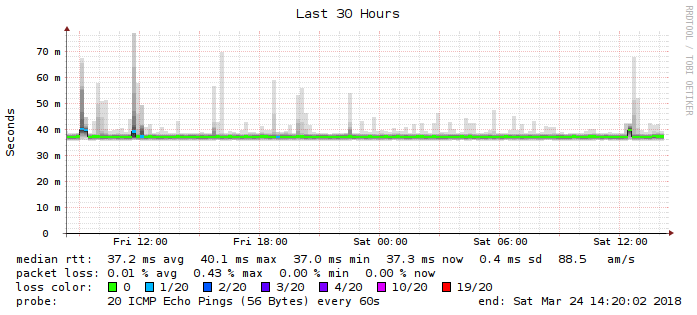 Last 30 Hours
RRDTOOL / TOBI OETIKER
Seconds
70 m
60 m
50 m
40 m
30 m
20 m
10 m
0
Fri 12:00 Fri 18:00 Sat 00:00 Sat 06:00 Sat 12:00
median rtt: 37.2 ms avg 40.1 ms max 37.0 ms min 37.3 ms now 0.4 ms sd 88.5 am/s
packet loss: 0.01 % avg 0.43 % max 0.00 % min 0.00 % now
loss color: 0 1/20 2/20 3/20 4/20 10/20 19/20
probe: 20 ICMP Echo Pings (56 Bytes) every 60s end: Sat Mar 24 14:20:02 2018